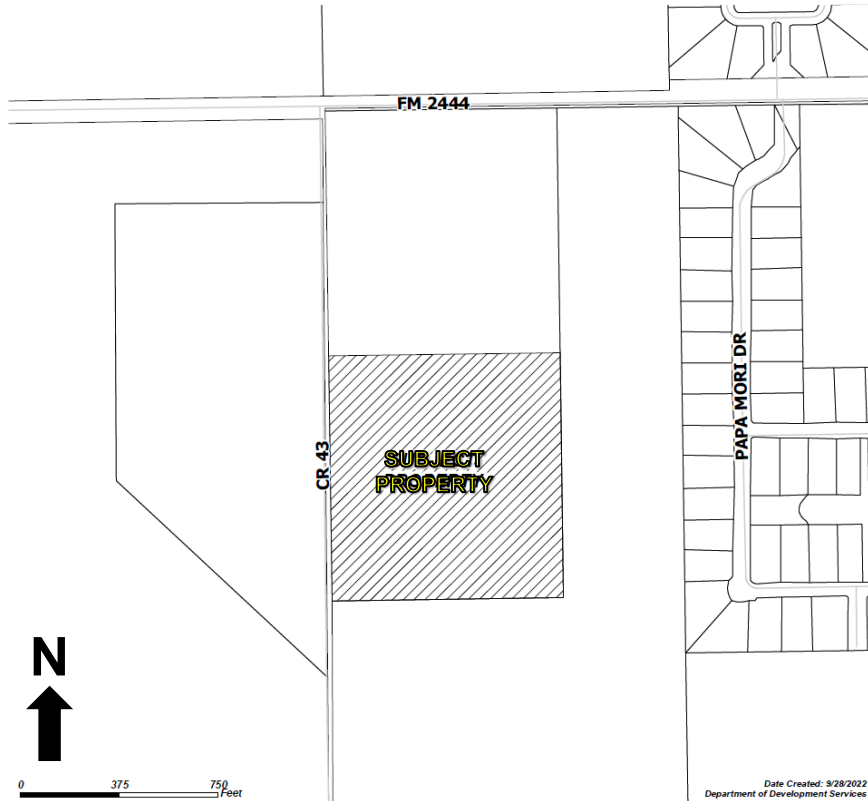 FM 2444
PAPA MORI DR
CR 43
SUBJECT
PROPERTY
N
0 375 750
Feet
Date Created: 9/28/2022
Department of Development Services